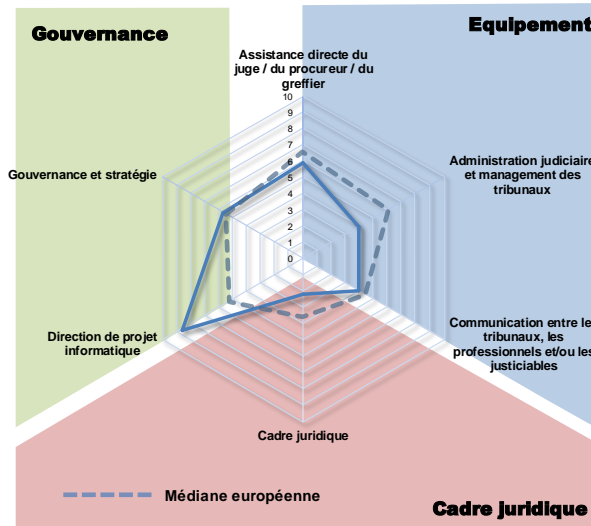 Gouvernance
Equipement
Assistance directe du
juge / du procureur / du
greffier
10
9
8
7
6
5
4
3
2
1
0
Gouvernance et stratégie
Administration judiciaire
et management des
tribunaux
Direction de projet
informatique
Communication entre le
tribunaux, les
professionnels et/ou les
justiciables
Cadre juridique
Médiane européenne
Cadre juridique